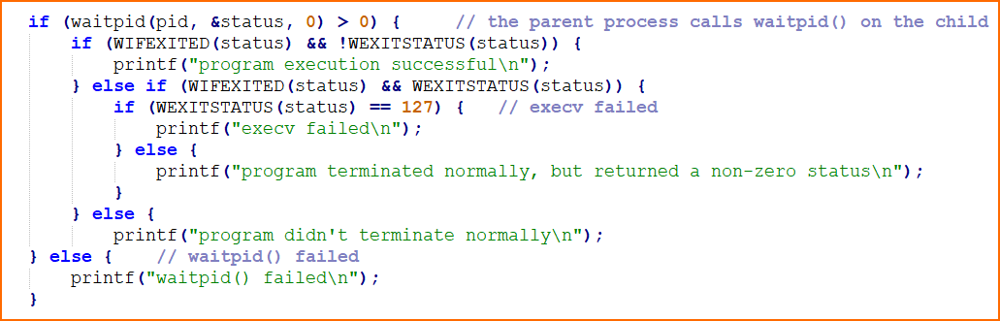 if (waitpid(pid, &status, 0) > 0) {     // the parent process calls waitpid() on the child
    if (WIFEXITED(status) && !WEXITSTATUS(status)) {
        printf("program execution successful\n");
    } else if (WIFEXITED(status) && WEXITSTATUS(status)) {
        if (WEXITSTATUS(status) == 127) {   // execv failed
            printf("execv failed\n");
        } else {
            printf("program terminated normally, but returned a non-zero status\n");
        }
    } else {
        printf("program didn't terminate normally\n");
} else {    // waitpid() failed
    printf("waitpid() failed\n");
}